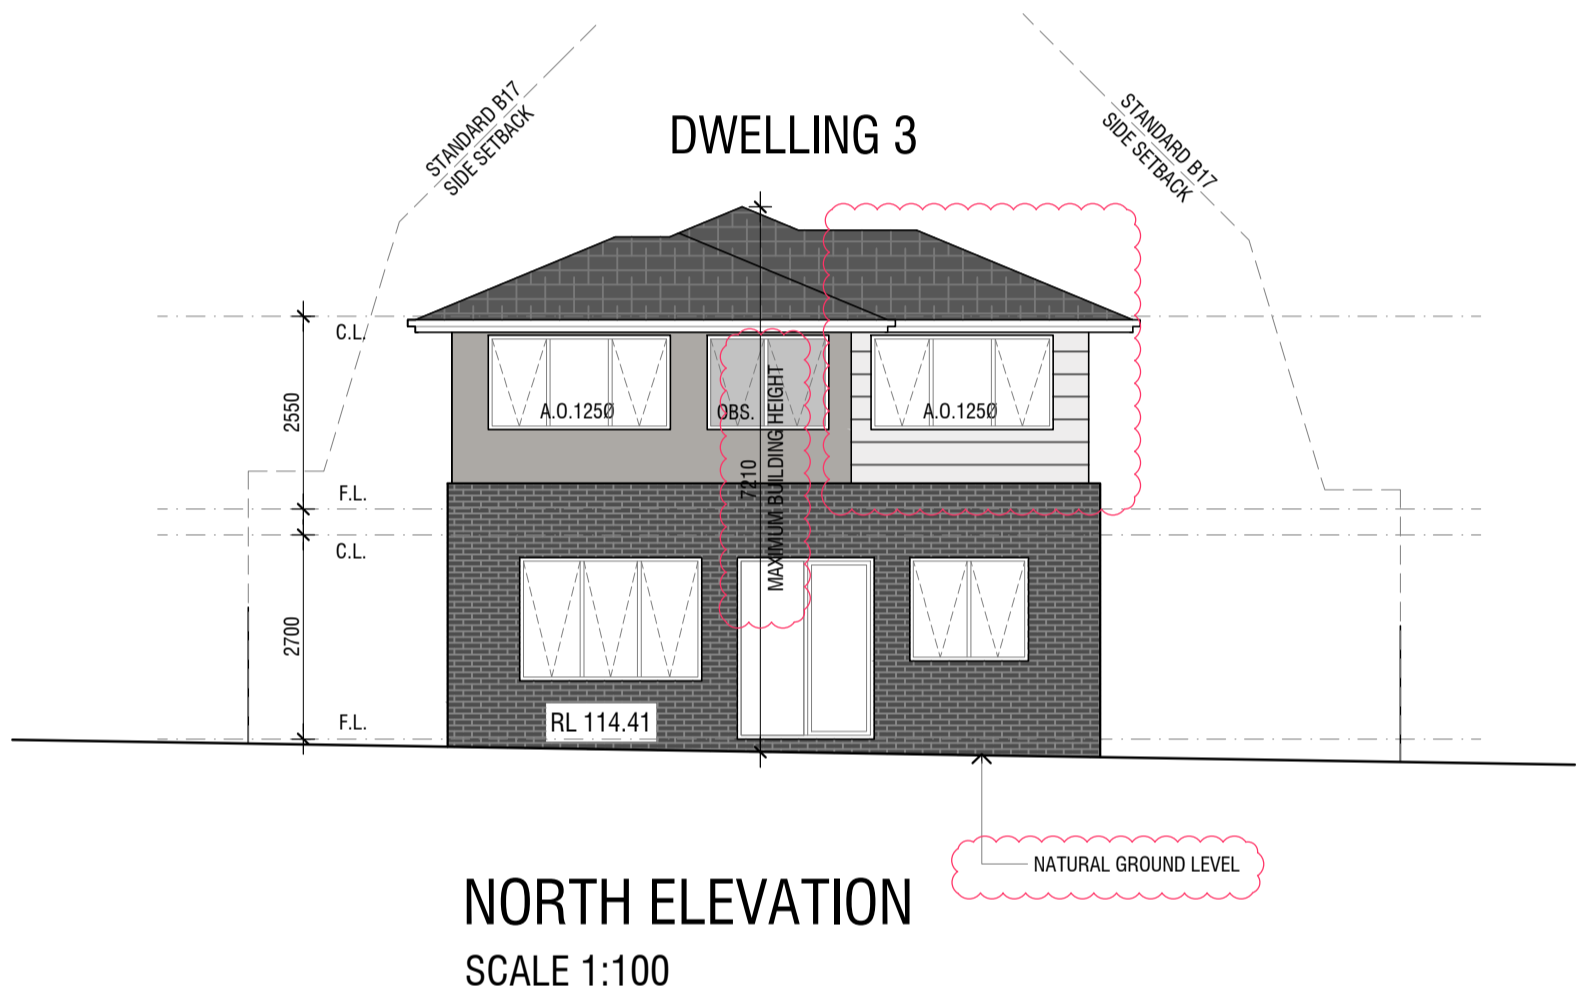 STANDARD B17
SIDE SETBACK
DWELLING 3
STANDARD B17
SIDE SETBACK
C.L.
2550
A.O.1250
OBS.
A.O.1250
7210
MAXIMUM BUILDING HEIGHT
F.L.
C.L.
2700
F.L.
RL 114.41
NATURAL GROUND LEVEL
NORTH ELEVATION
SCALE 1:100